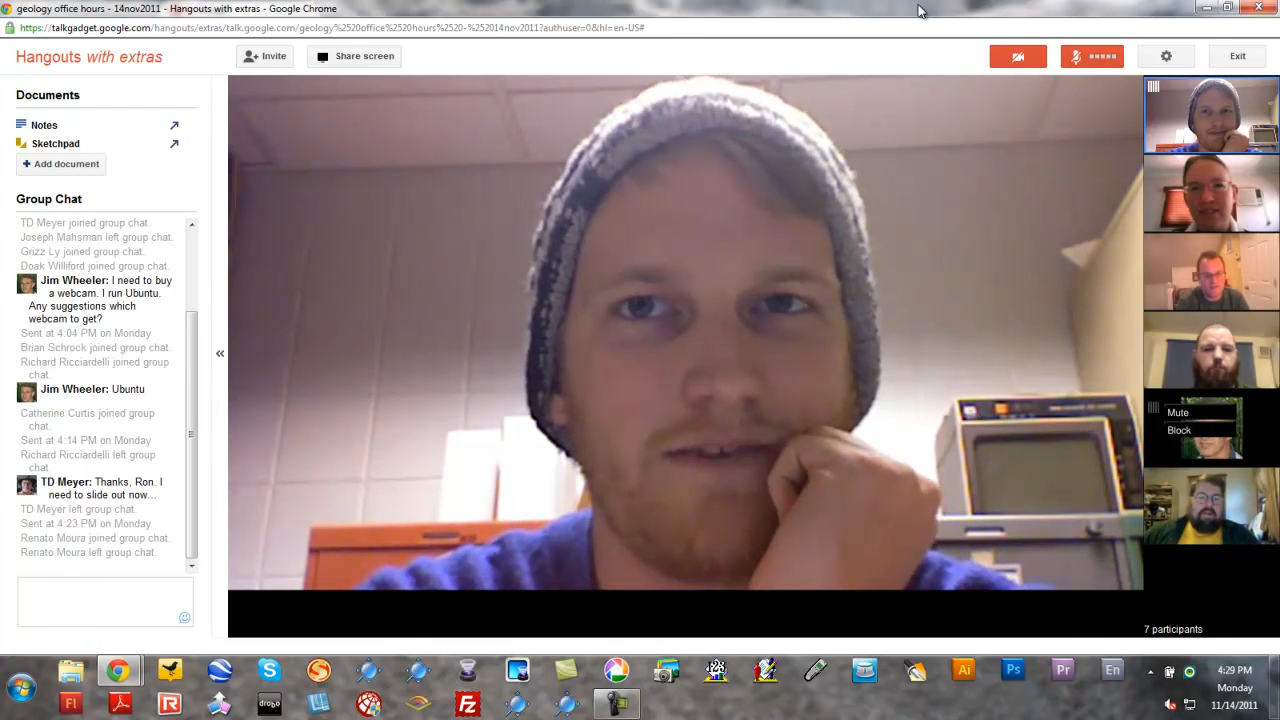 geology office hours - 14nov2011 - Hangouts with extras - Google Chrome
https://talkgadget.google.com/hangouts/extras/talk.google.com/geology%2520office%2520hours%2520-%252014nov2011?authuser=0&hl=en-US#
Hangouts with extras
Invite
Share screen
Exit
Documents
Notes
Sketchpad
Add document
Group Chat
TD Meyer joined group chat.
Joseph Mahsman left group chat.
Grizz Ly joined group chat.
Doak Williford joined group chat.
Jim Wheeler: I need to buy
a webcam. I run Ubuntu.
Any suggestions which
webcam to get?
Sent at 4:04 PM on Monday
Brian Schrock joined group chat.
Richard Ricciardelli joined group
chat.
Jim Wheeler: Ubuntu
Catherine Curtis joined group
chat.
Sent at 4:14 PM on Monday
Richard Ricciardelli left group
chat
TD Meyer: Thanks, Ron. I
need to slide out now...
TD Meyer left group chat.
Sent at 4:23 PM on Monday
Renato Moura joined group chat.
Renato Moura left group chat.
Mute
Block
7 participants
Ai
Ps
Pr
En
Fl
drobo
Fz
4:29 PM
Monday
11/14/2011